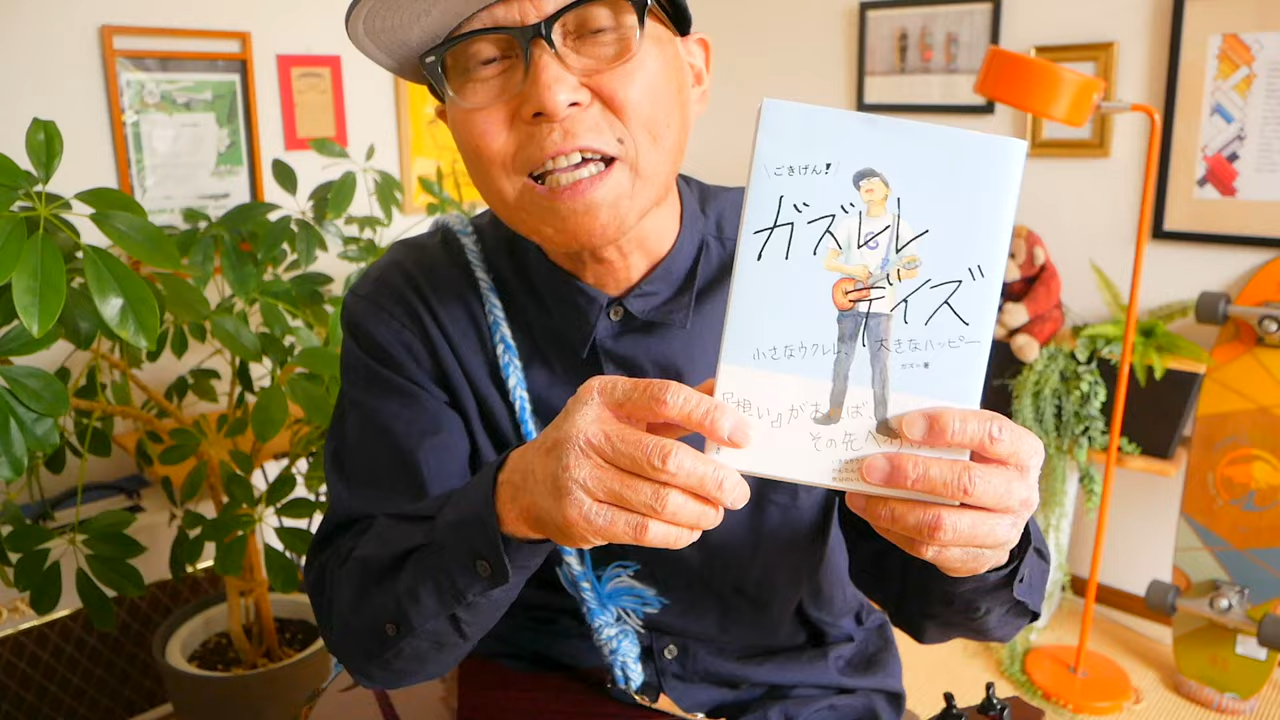 ごきげん!
ガズレレ
デイズ
小さなウクレレ、大きなハッピー
ガズ 著
『想い』があれば、
その先へ